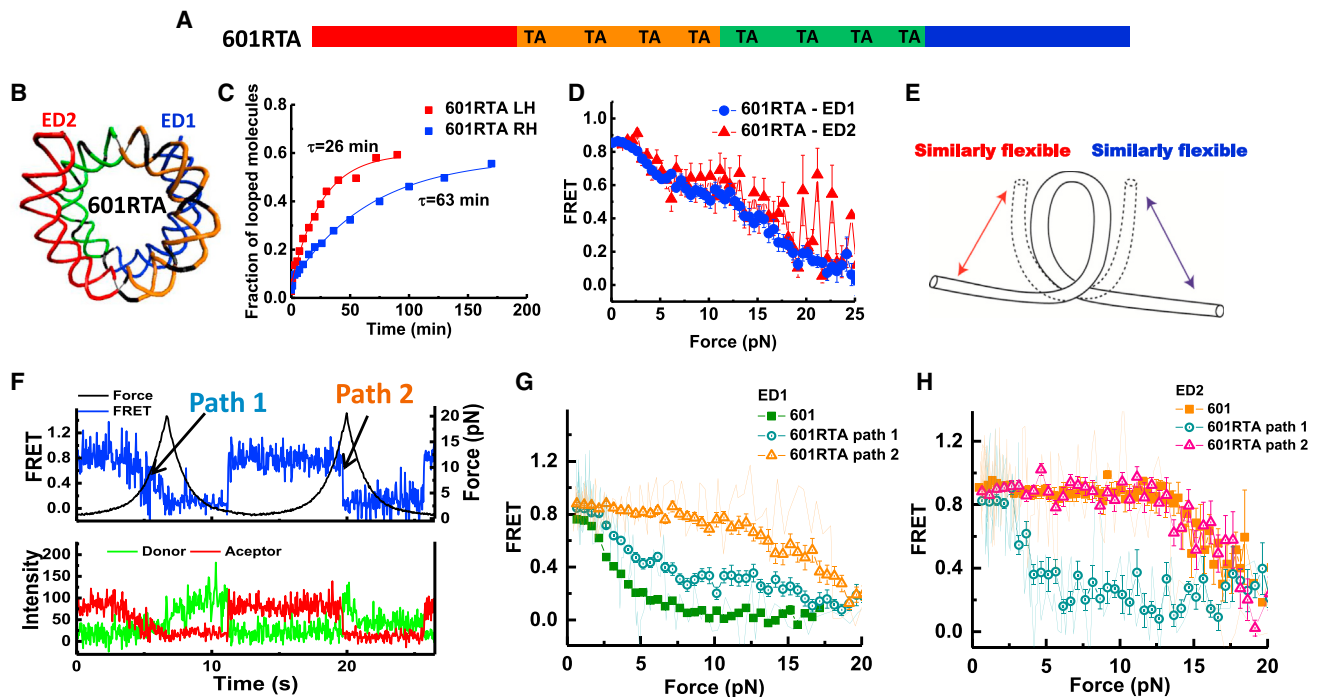 A
601RTA
TA TA TA TA TA TA TA TA
B
ED2
ED1
601RTA
C
Fraction of looped molecules
0.8
0.6
0.4
0.2
0.0
601RTA LH
601RTA RH
τ=26 min
τ=63 min
0 50 100 150 200
Time (min)
D
FRET
1.0
0.8
0.6
0.4
0.2
0.0
601RTA - ED1
601RTA - ED2
0 5 10 15 20 25
Force (pN)
E
Similarly flexible
Similarly flexible
F
Force
FRET
Path 1
Path 2
FRET
1.2
0.8
0.4
0.0
20
15
10
5
0
Force (pN)
Intensity
200
150
100
50
0
Donor
Aceptor
0 10 20
Time (s)
G
ED1
601
601RTA path 1
601RTA path 2
FRET
1.2
0.8
0.4
0.0
0 5 10 15 20
Force (pN)
H
ED2
601
601RTA path 1
601RTA path 2
FRET
1.2
0.8
0.4
0.0
0 5 10 15 20
Force (pN)